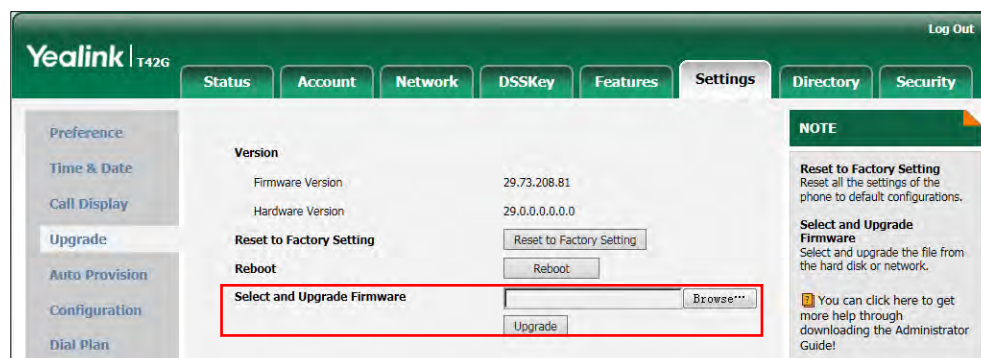 Log Out
Yealink T42G
Status Account Network DSSKey Features Settings Directory Security
Preference
Time & Date
Call Display
Upgrade
Auto Provision
Configuration
Dial Plan
Version
Firmware Version 29.73.208.81
Hardware Version 29.0.0.0.0.0.0
Reset to Factory Setting Reset to Factory Setting
Reboot Reboot
Select and Upgrade Firmware Browse...
Upgrade
NOTE
Reset to Factory Setting
Reset all the settings of the
phone to default configurations.
Select and Upgrade
Firmware
Select and upgrade the file from
the hard disk or network.
You can click here to get
more help through
downloading the Administrator
Guide!